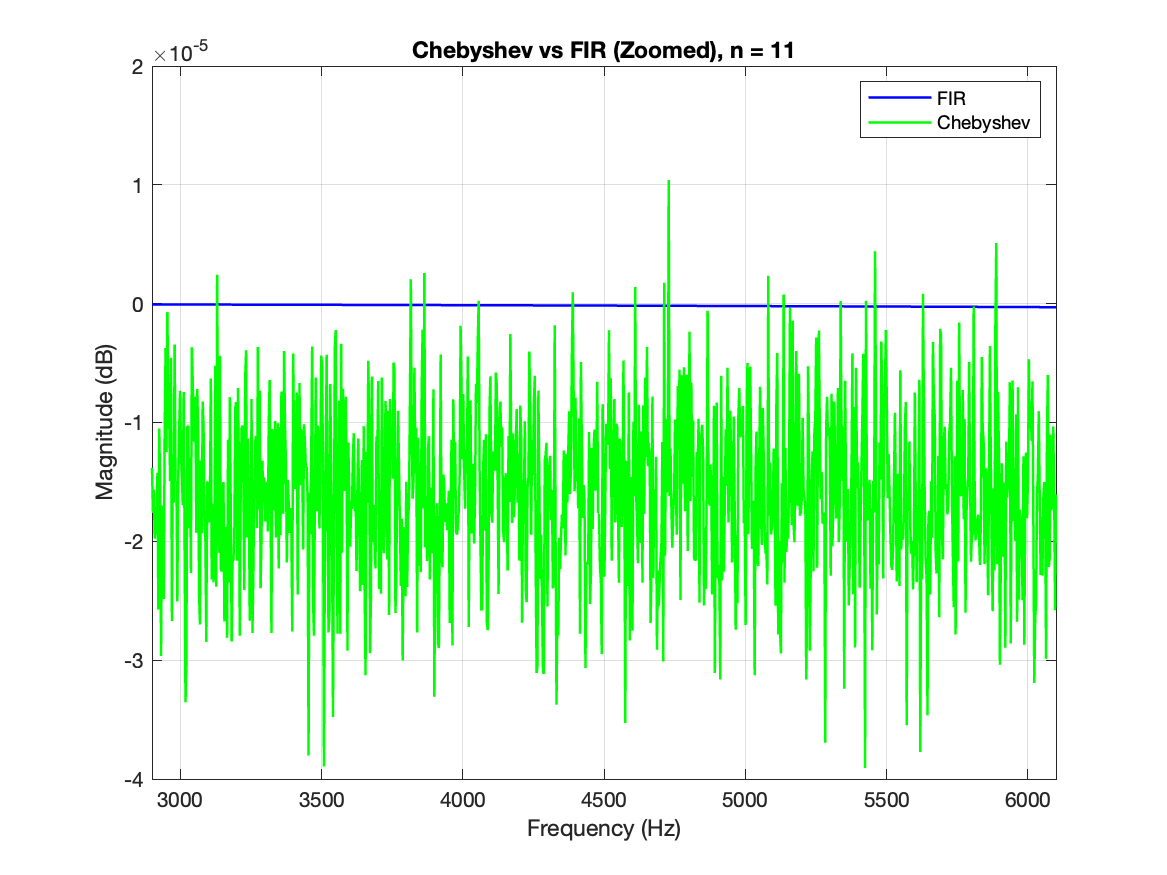 ×10-5
Chebyshev vs FIR (Zoomed), n = 11
2
1
0
-1
-2
-3
-4
Magnitude (dB)
FIR
Chebyshev
3000 3500 4000 4500 5000 5500 6000
Frequency (Hz)